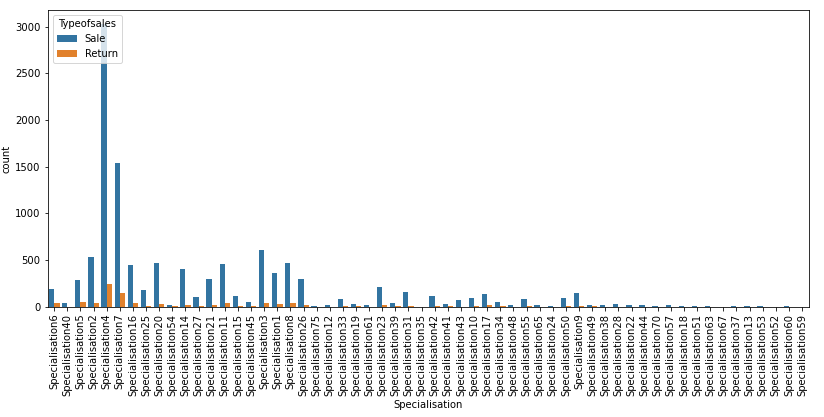 Typeofsales
Sale
Return
3000
2500
2000
1500
1000
500
0
count
Specialisation6
Specialisation40
Specialisation5
Specialisation2
Specialisation4
Specialisation7
Specialisation16
Specialisation25
Specialisation20
Specialisation54
Specialisation14
Specialisation27
Specialisation21
Specialisation11
Specialisation15
Specialisation45
Specialisation3
Specialisation1
Specialisation8
Specialisation26
Specialisation75
Specialisation12
Specialisation33
Specialisation19
Specialisation61
Specialisation23
Specialisation39
Specialisation31
Specialisation35
Specialisation42
Specialisation41
Specialisation43
Specialisation10
Specialisation17
Specialisation34
Specialisation48
Specialisation55
Specialisation65
Specialisation24
Specialisation50
Specialisation9
Specialisation49
Specialisation38
Specialisation28
Specialisation22
Specialisation44
Specialisation70
Specialisation57
Specialisation18
Specialisation51
Specialisation63
Specialisation67
Specialisation37
Specialisation13
Specialisation53
Specialisation52
Specialisation60
Specialisation59
Specialisation